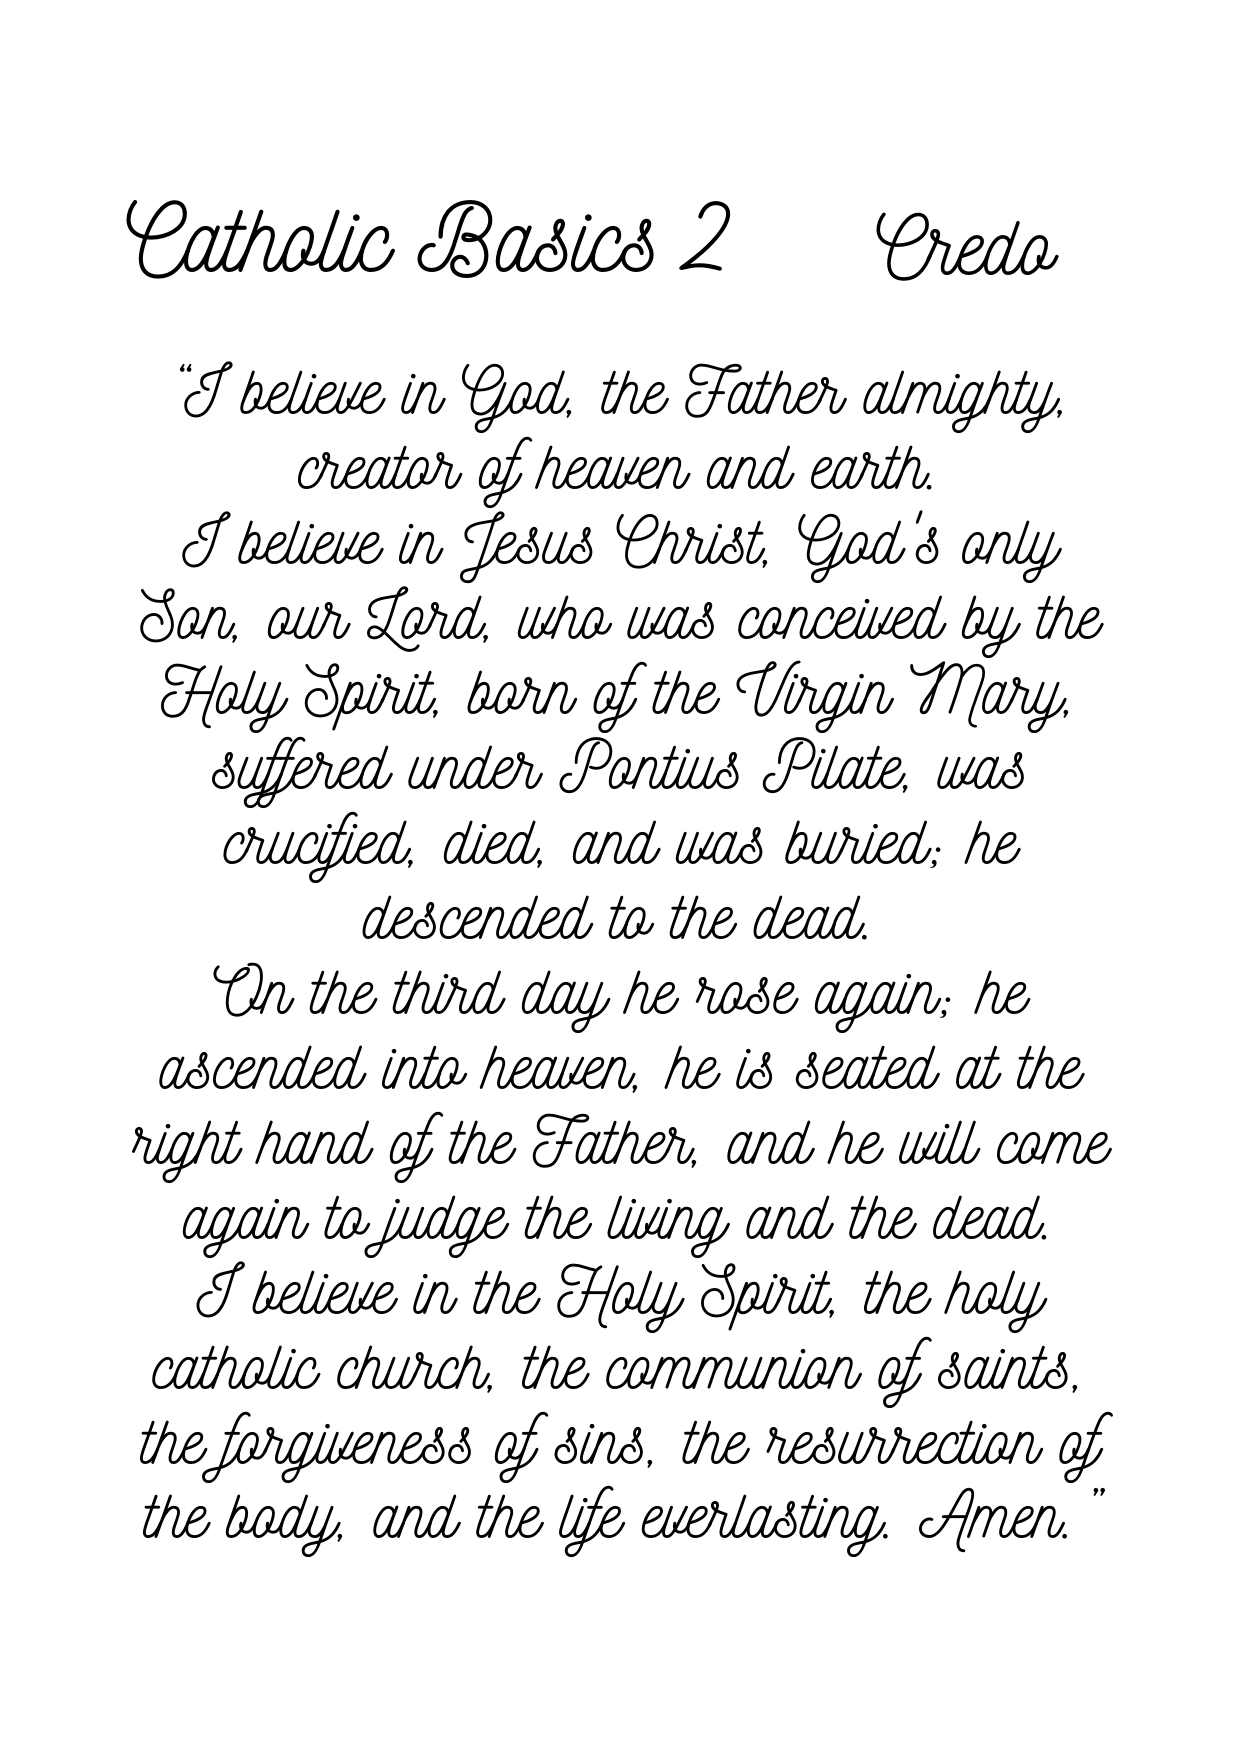 Catholic Basics 2 Credo
“I believe in God, the Father almighty,
creator of heaven and earth.
I believe in Jesus Christ, God's only
Son, our Lord, who was conceived by the
Holy Spirit, born of the Virgin Mary,
suffered under Pontius Pilate, was
crucified, died, and was buried; he
descended to the dead.
On the third day he rose again; he
ascended into heaven, he is seated at the
right hand of the Father, and he will come
again to judge the living and the dead.
I believe in the Holy Spirit, the holy
catholic church, the communion of saints,
the forgiveness of sins, the resurrection of
the body, and the life everlasting. Amen.”